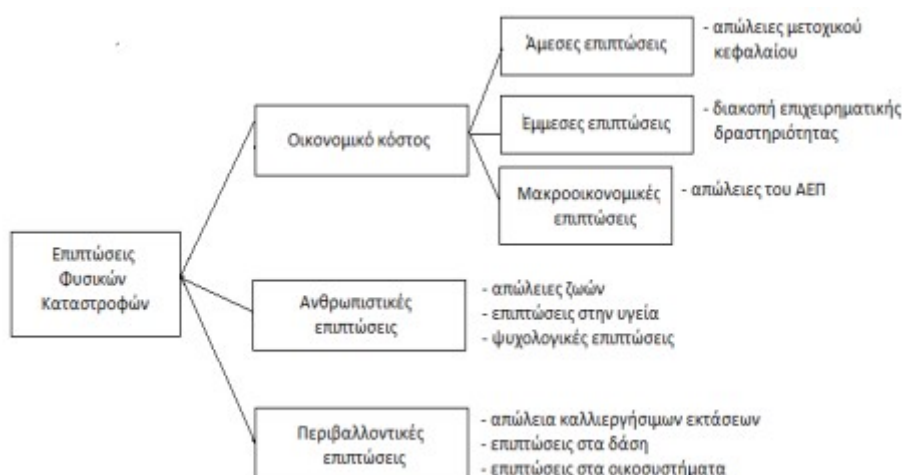 Άμεσες επιπτώσεις
- απώλειες μετοχικού
κεφαλαίου
Οικονομικό κόστος
Έμμεσες επιπτώσεις
- διακοπή επιχειρηματικής
δραστηριότητας
Μακροοικονομικές
επιπτώσεις
- απώλειες του ΑΕΠ
Επιπτώσεις
Φυσικών
Καταστροφών
Ανθρωπιστικές
επιπτώσεις
- απώλειες ζωών
- επιπτώσεις στην υγεία
- ψυχολογικές επιπτώσεις
Περιβαλλοντικές
επιπτώσεις
- απώλεια καλλιεργήσιμων εκτάσεων
- επιπτώσεις στα δάση
- επιπτώσεις στα οικοσυστήματα